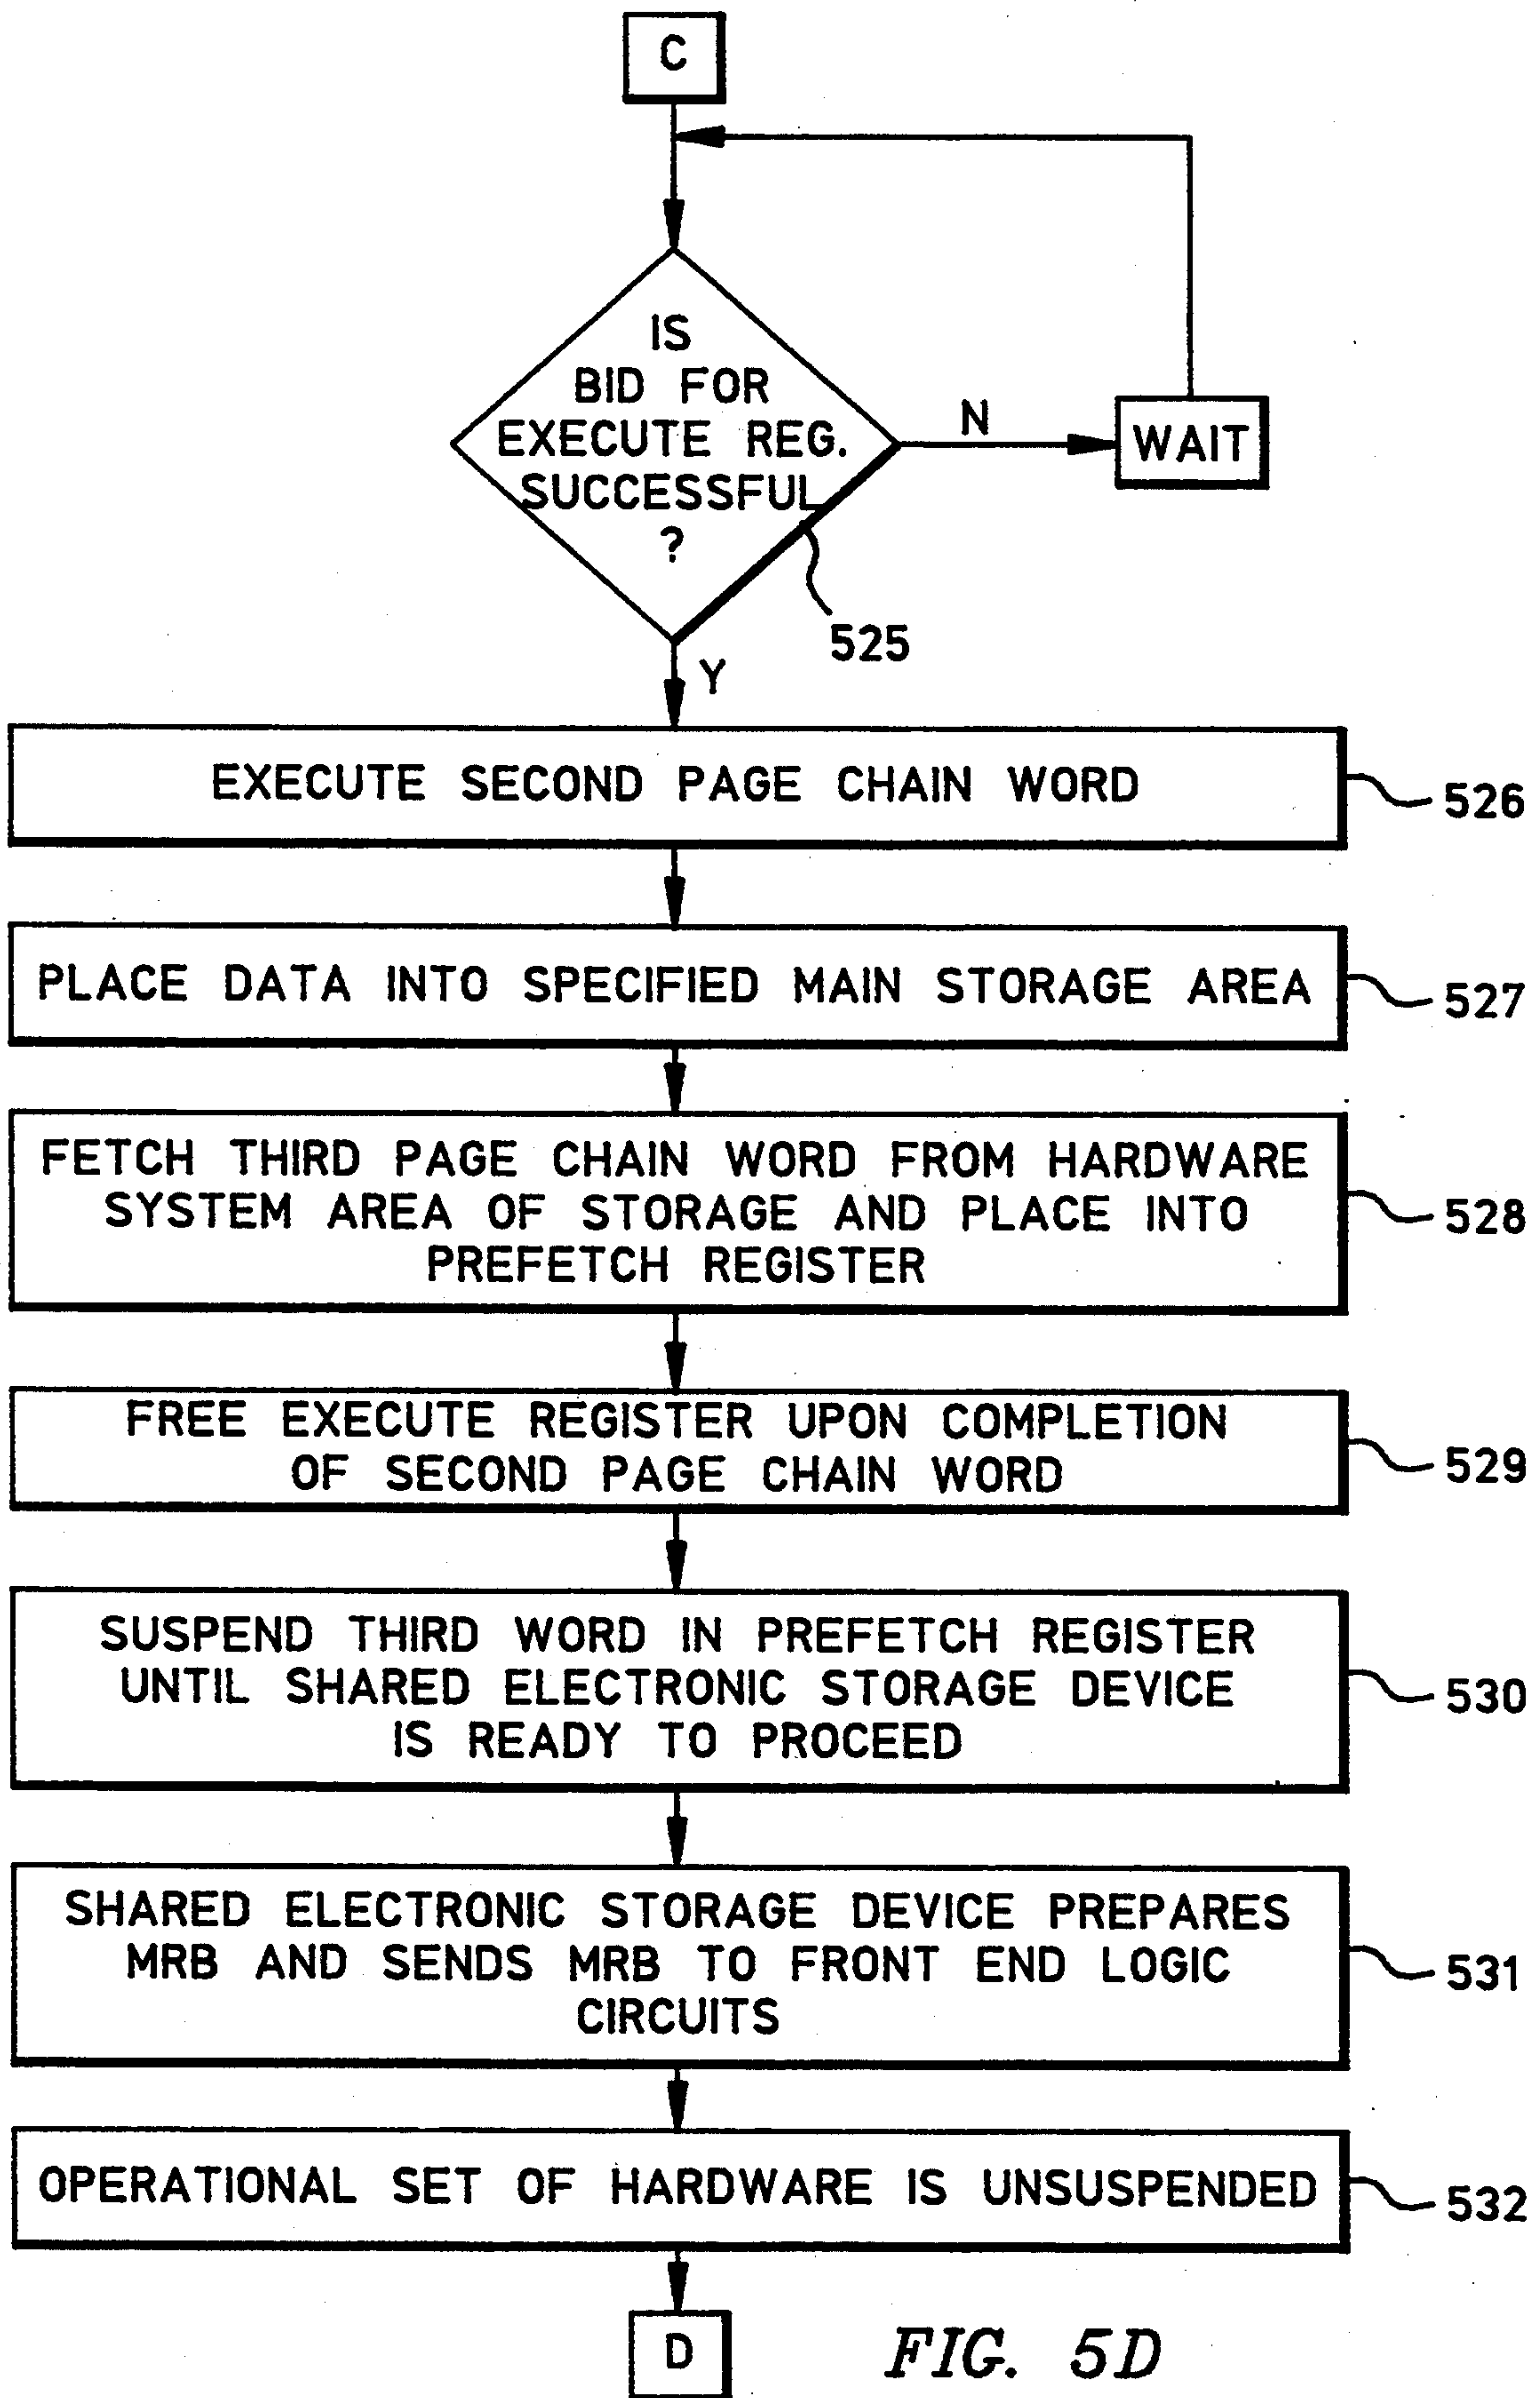 C
IS
BID FOR
EXECUTE REG.
SUCCESSFUL
?
N
WAIT
525
Y
EXECUTE SECOND PAGE CHAIN WORD
526
PLACE DATA INTO SPECIFIED MAIN STORAGE AREA
527
FETCH THIRD PAGE CHAIN WORD FROM HARDWARE
SYSTEM AREA OF STORAGE AND PLACE INTO
PREFETCH REGISTER
528
FREE EXECUTE REGISTER UPON COMPLETION
OF SECOND PAGE CHAIN WORD
529
SUSPEND THIRD WORD IN PREFETCH REGISTER
UNTIL SHARED ELECTRONIC STORAGE DEVICE
IS READY TO PROCEED
530
SHARED ELECTRONIC STORAGE DEVICE PREPARES
MRB AND SENDS MRB TO FRONT END LOGIC
CIRCUITS
531
OPERATIONAL SET OF HARDWARE IS UNSUSPENDED
532
D
FIG. 5D